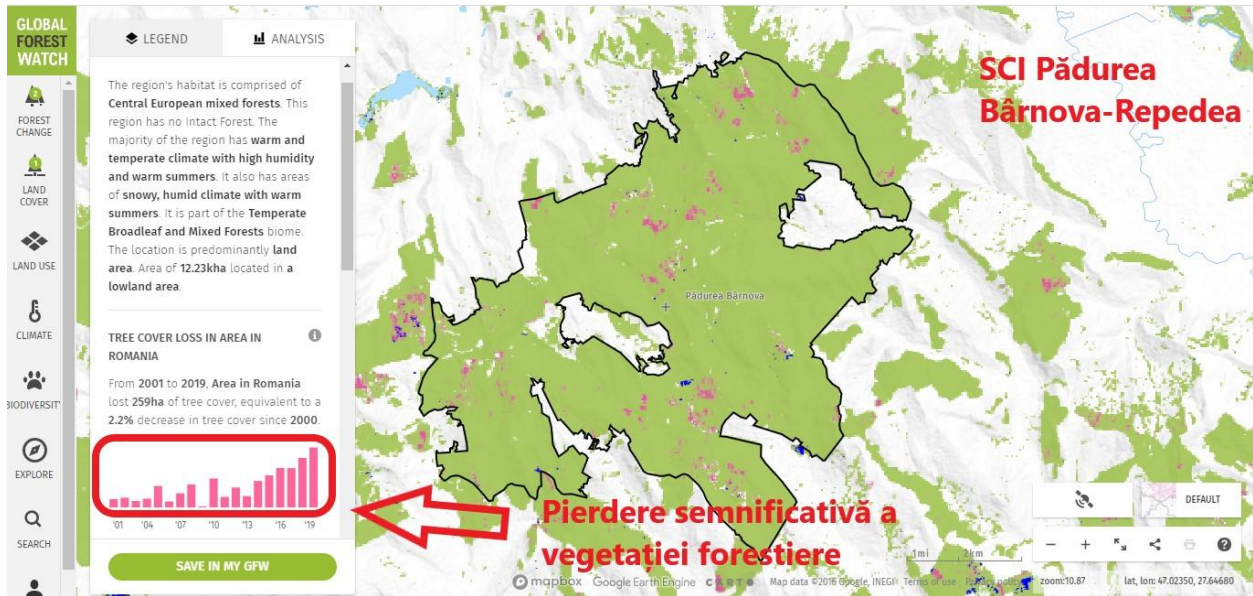 GLOBAL
FOREST
WATCH
2
FOREST
CHANGE
1
LAND
COVER
LAND USE
CLIMATE
BIODIVERSIT
EXPLORE
SEARCH
LEGEND
ANALYSIS
The region's habitat is comprised of
Central European mixed forests. This
region has no Intact Forest. The
majority of the region has warm and
temperate climate with high humidity
and warm summers. It also has areas
of snowy, humid climate with warm
summers. It is part of the Temperate
Broadleaf and Mixed Forests biome.
The location is predominantly land
area. Area of 12.23kha located in a
lowland area.
TREE COVER LOSS IN AREA IN
ROMANIA
From 2001 to 2019, Area in Romania
lost 259ha of tree cover, equivalent to a
2.2% decrease in tree cover since 2000.
'01 '04 '07 '10 '13 '16 '19
SAVE IN MY GFW
SCI Pădurea
Bârnova-Repedea
Pădurea Bârnova
Pierdere semnificativă a
vegetației forestiere
DEFAULT
1mi 2km
mapbox Google Earth Engine CARTO Map data ©2016 Google, INEGI Terms of use Privacy policy zoom:10.87 lat, lon: 47.02350, 27.64680